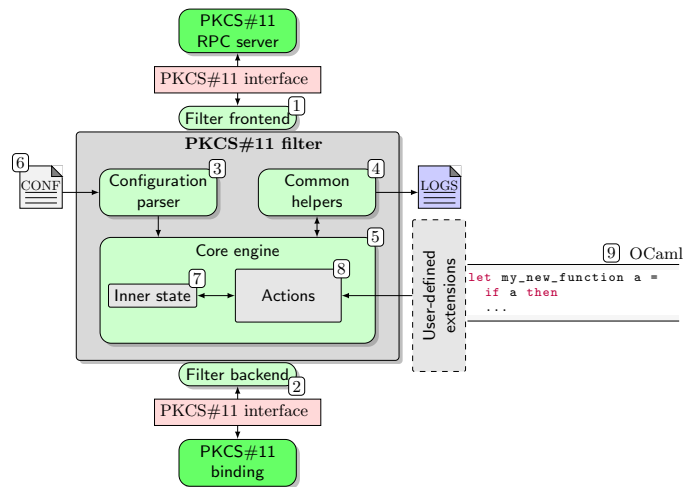 PKCS#11
RPC server
PKCS#11 interface
1
Filter frontend
PKCS#11 filter
6
CONF
3
Configuration
parser
4
Common
helpers
LOGS
5
Core engine
7
Inner state
8
Actions
User-defined
extensions
9 OCaml
let my_new_function a =
if a then
...
Filter backend
2
PKCS#11 interface
PKCS#11
binding